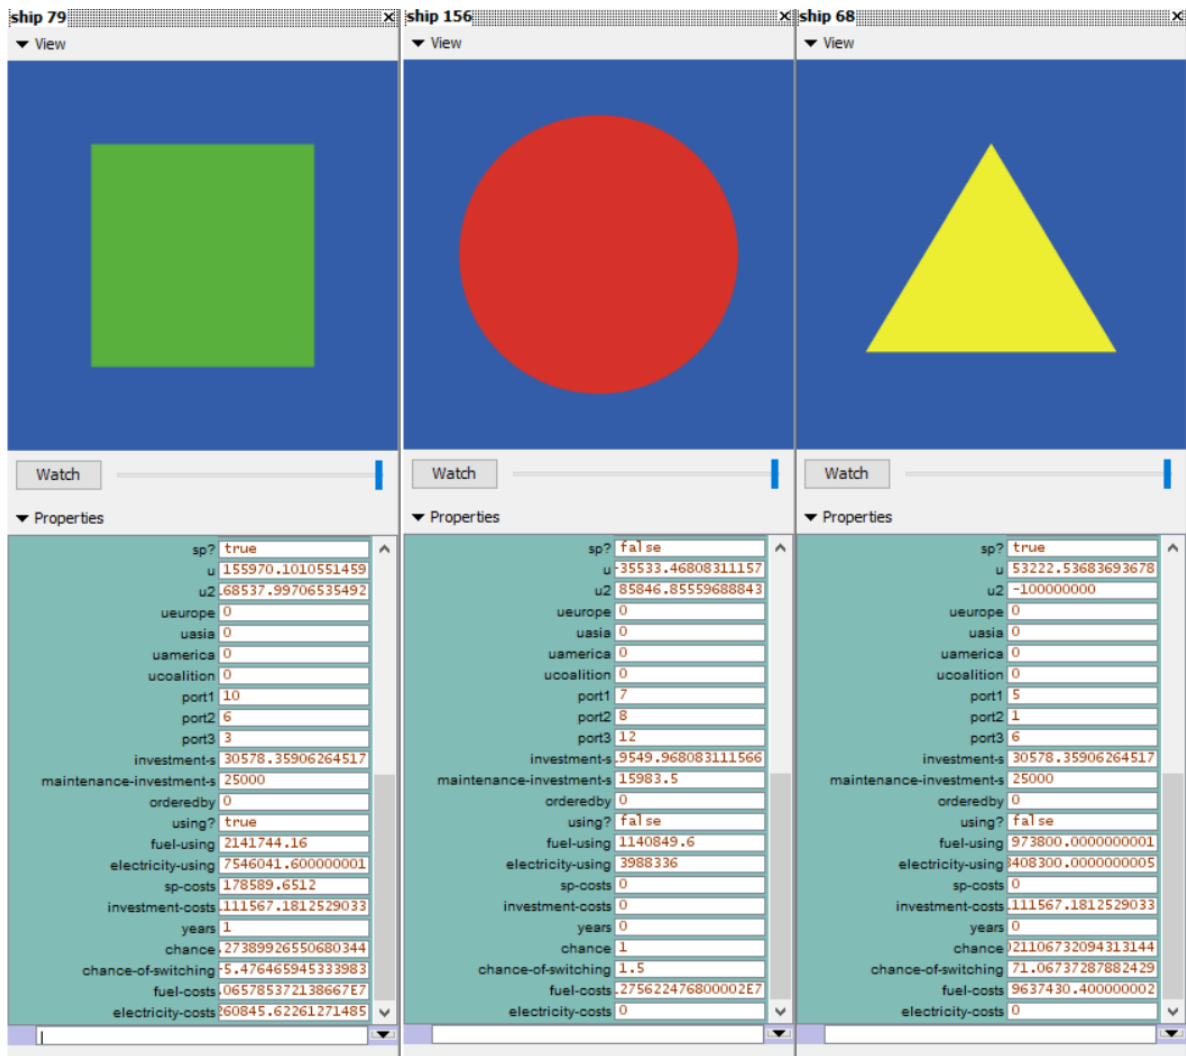 ship 79
View
Watch
Properties
sp? true
u 155970.1010551459
u2 .68537.99706535492
ueurope 0
uasia 0
uamerica 0
ucoalition 0
port1 10
port2 6
port3 3
investment-s 30578.35906264517
maintenance-investment-s 25000
orderedby 0
using? true
fuel-using 2141744.16
electricity-using 7546041.600000001
sp-costs 178589.6512
investment-costs 1111567.1812529033
years 1
chance .27389926550680344
chance-of-switching -5.476465945333983
fuel-costs .065785372138667E7
electricity-costs 260845.62261271485
ship 156
View
Watch
Properties
sp? false
u -35533.46808311157
u2 85846.85559688843
ueurope 0
uasia 0
uamerica 0
ucoalition 0
port1 7
port2 8
port3 12
investment-s 19549.968083111566
maintenance-investment-s 15983.5
orderedby 0
using? false
fuel-using 1140849.6
electricity-using 3988336
sp-costs 0
investment-costs 0
years 0
chance 1
chance-of-switching 1.5
fuel-costs .275622476800002E7
electricity-costs 0
ship 68
View
Watch
Properties
sp? true
u 53222.53683693678
u2 -100000000
ueurope 0
uasia 0
uamerica 0
ucoalition 0
port1 5
port2 1
port3 6
investment-s 30578.35906264517
maintenance-investment-s 25000
orderedby 0
using? false
fuel-using 973800.0000000001
electricity-using 3408300.0000000005
sp-costs 0
investment-costs 1111567.1812529033
years 0
chance 021106732094313144
chance-of-switching 71.06737287882429
fuel-costs 9637430.400000002
electricity-costs 0